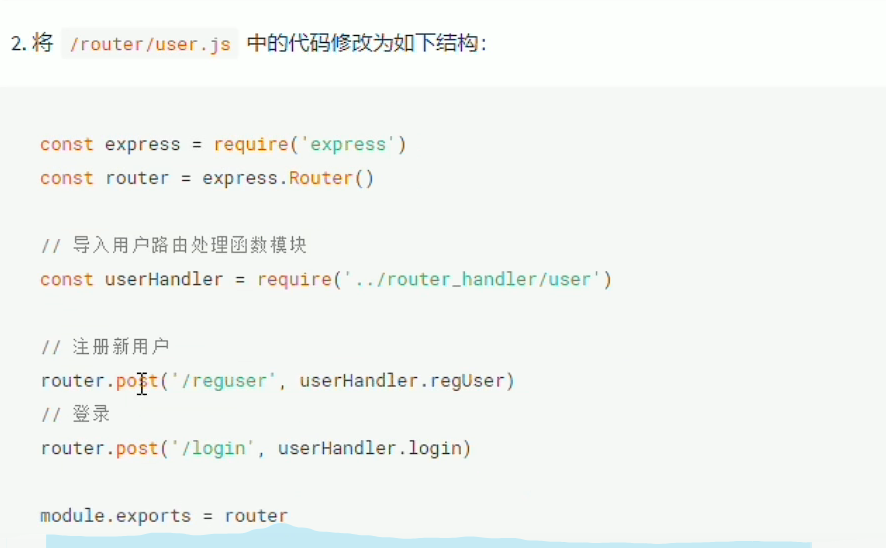 2. 将 /router/user.js 中的代码修改为如下结构：
const express = require('express')
const router = express.Router()
// 导入用户路由处理函数模块
const userHandler = require('../router_handler/user')
// 注册新用户
router.post('/reguser', userHandler.regUser)
// 登录
router.post('/login', userHandler.login)
module.exports = router